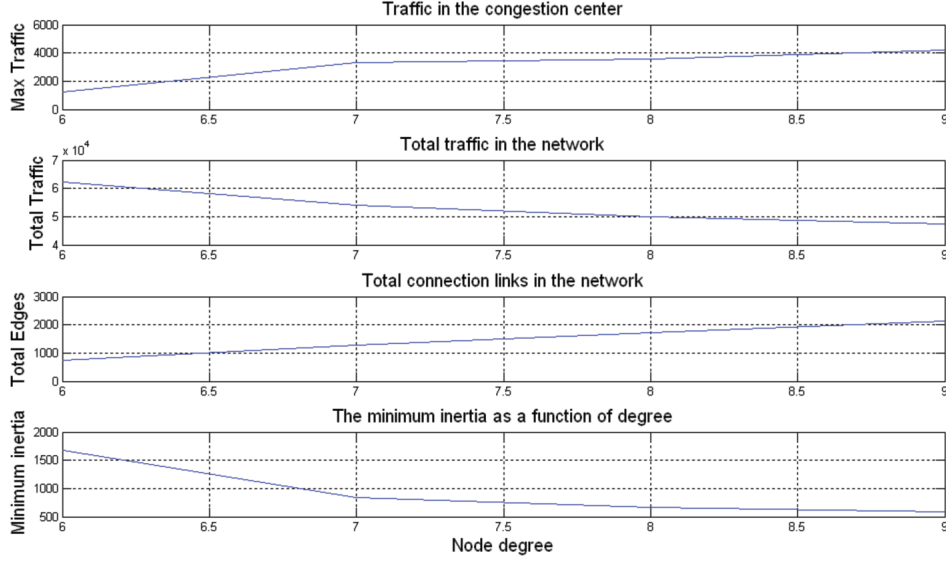 Traffic in the congestion center
Max Traffic
6000
4000
2000
0
6 6.5 7 7.5 8 8.5 9
Total traffic in the network
x 10^4
Total Traffic
7
6
5
4
6 6.5 7 7.5 8 8.5 9
Total connection links in the network
Total Edges
3000
2000
1000
0
6 6.5 7 7.5 8 8.5 9
The minimum inertia as a function of degree
Minimum inertia
2000
1500
1000
500
6 6.5 7 7.5 8 8.5 9
Node degree